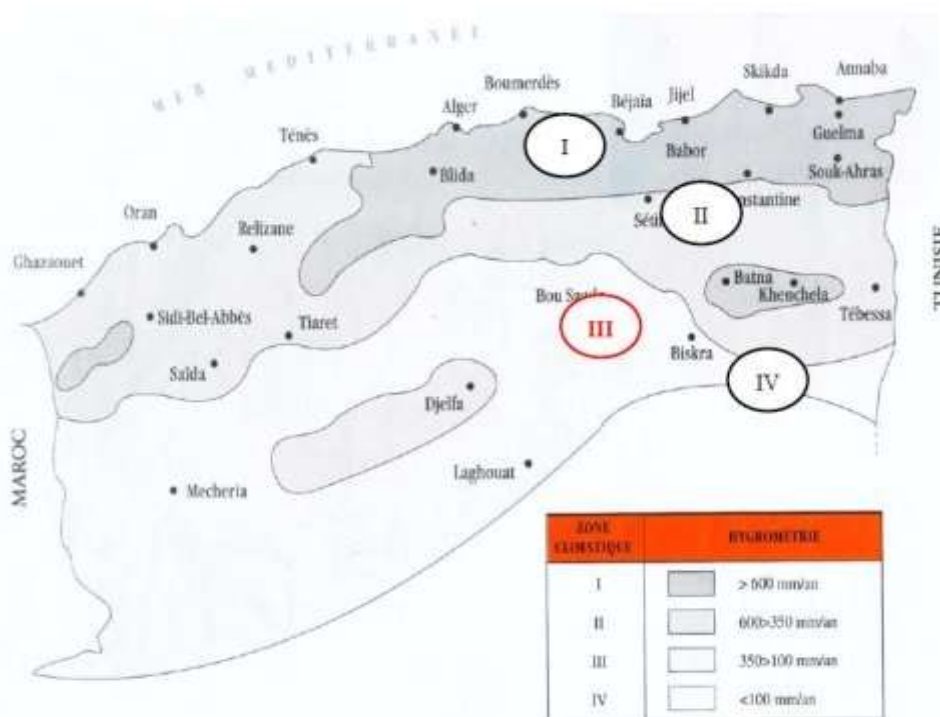 MER MEDITERRANEE
Annaba
Skikda
Jijel
Boumerdès
Béjaia
Alger
Guelma
Ténès
I
Babor
Blida
Souk-Ahras
Oran
II
Relizane
Ghazaouet
TUNISIE
Batna
Khenchela
Bou
Tébessa
Sidi-Bel-Abbès
Tiaret
III
Biskra
Saïda
IV
Djelfa
MAROC
Laghouat
Mecheria
ZONE
CLIMATIQUE
HYGROMETRIE
I > 600 mm/an
II 600>350 mm/an
III 350>100 mm/an
IV <100 mm/an